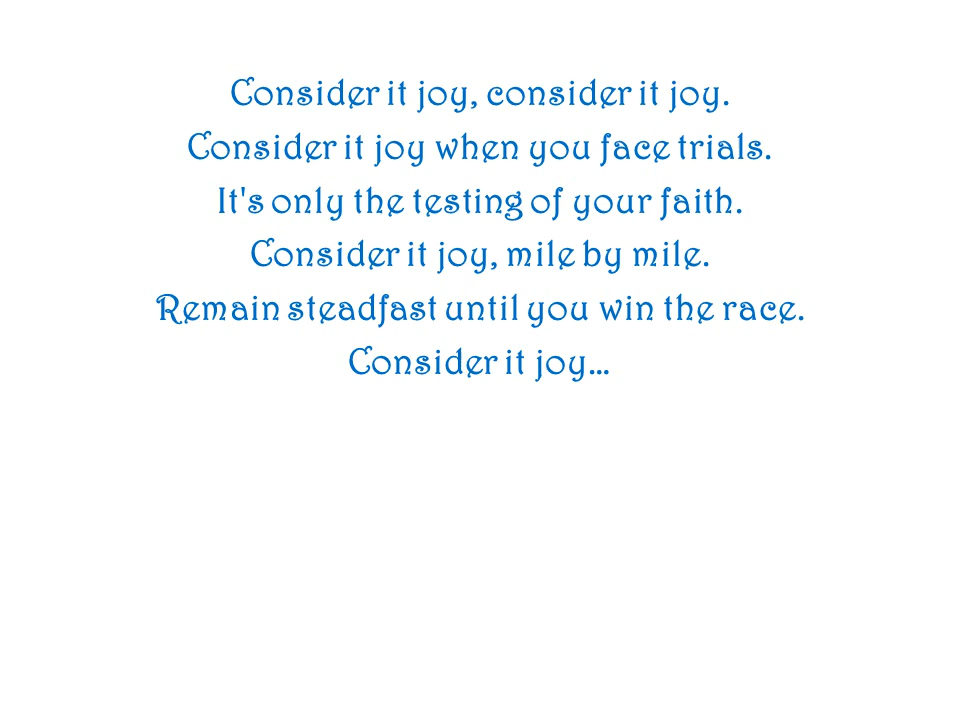 Consider it joy, consider it joy.
Consider it joy when you face trials.
It's only the testing of your faith.
Consider it joy, mile by mile.
Remain steadfast until you win the race.
Consider it joy...